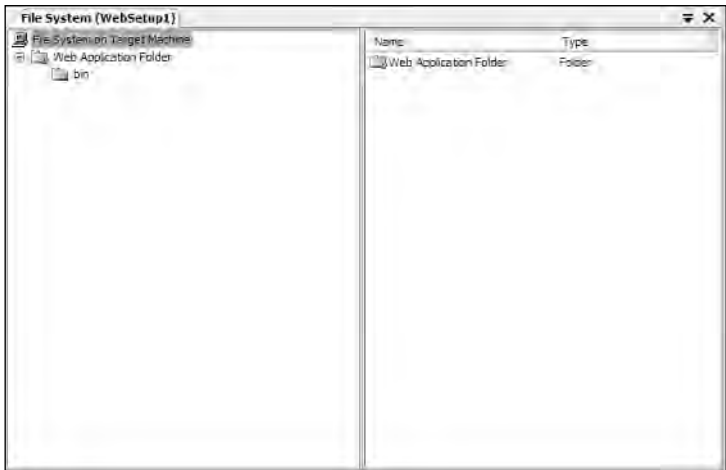 File System (WebSetup1)
File System on Target Machine
Web Application Folder
bin
Name Type
Web Application Folder Folder